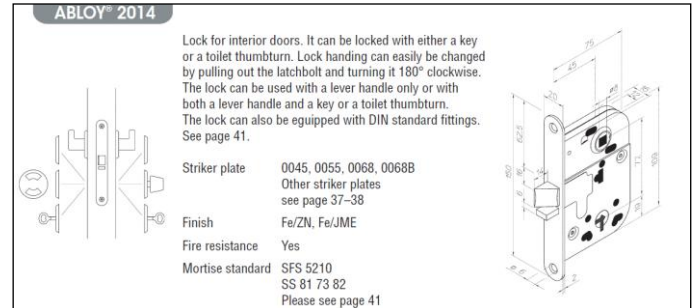 ABLOY® 2014
Lock for interior doors. It can be locked with either a key
or a toilet thumbturn. Lock handing can easily be changed
by pulling out the latchbolt and turning it 180° clockwise.
The lock can be used with a lever handle only or with
both a lever handle and a key or a toilet thumbturn.
The lock can also be eguipped with DIN standard fittings.
See page 41.
Striker plate 0045, 0055, 0068, 0068B
Other striker plates
see page 37–38
Finish Fe/ZN, Fe/JME
Fire resistance Yes
Mortise standard SFS 5210
SS 81 73 82
Please see page 41
75
45
20
72